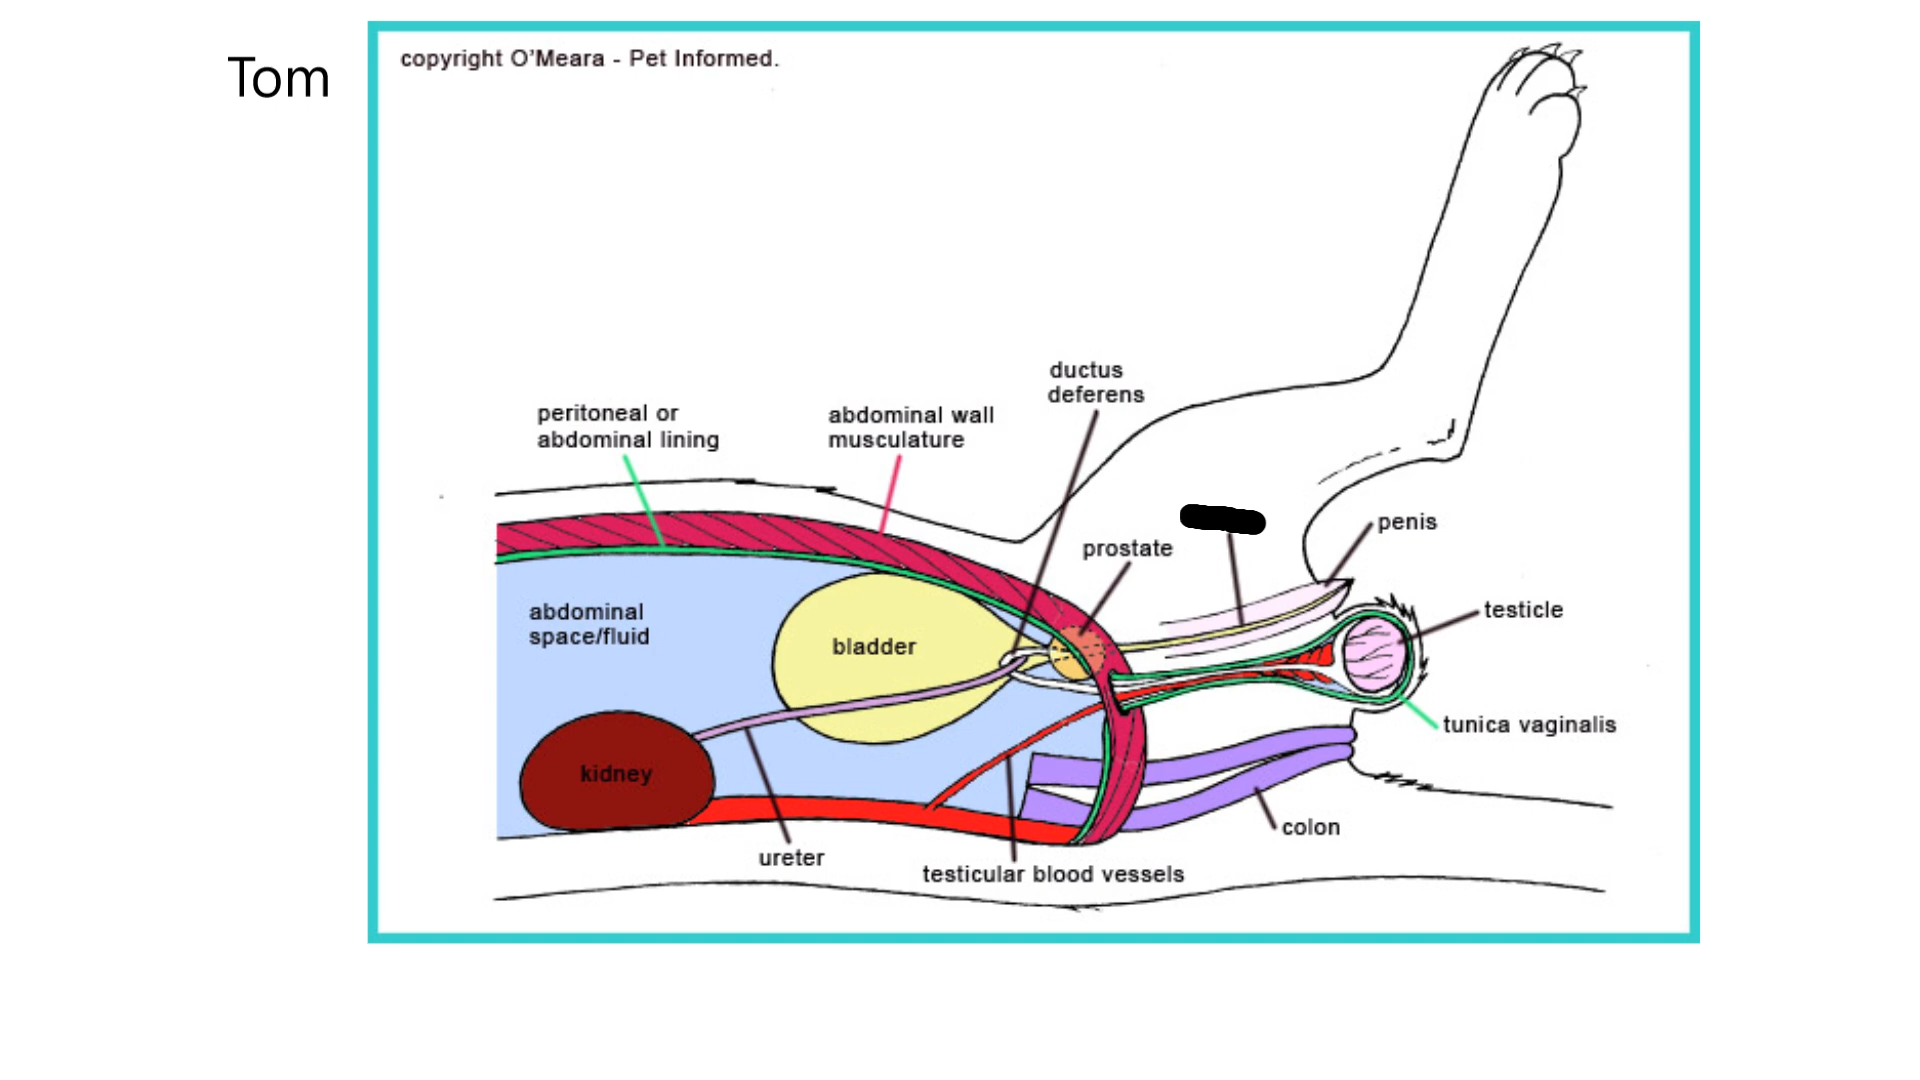 Tom
copyright O'Meara - Pet Informed.
ductus
deferens
peritoneal or
abdominal lining
abdominal wall
musculature
penis
prostate
abdominal
space/fluid
testicle
bladder
tunica vaginalis
kidney
colon
ureter
testicular blood vessels